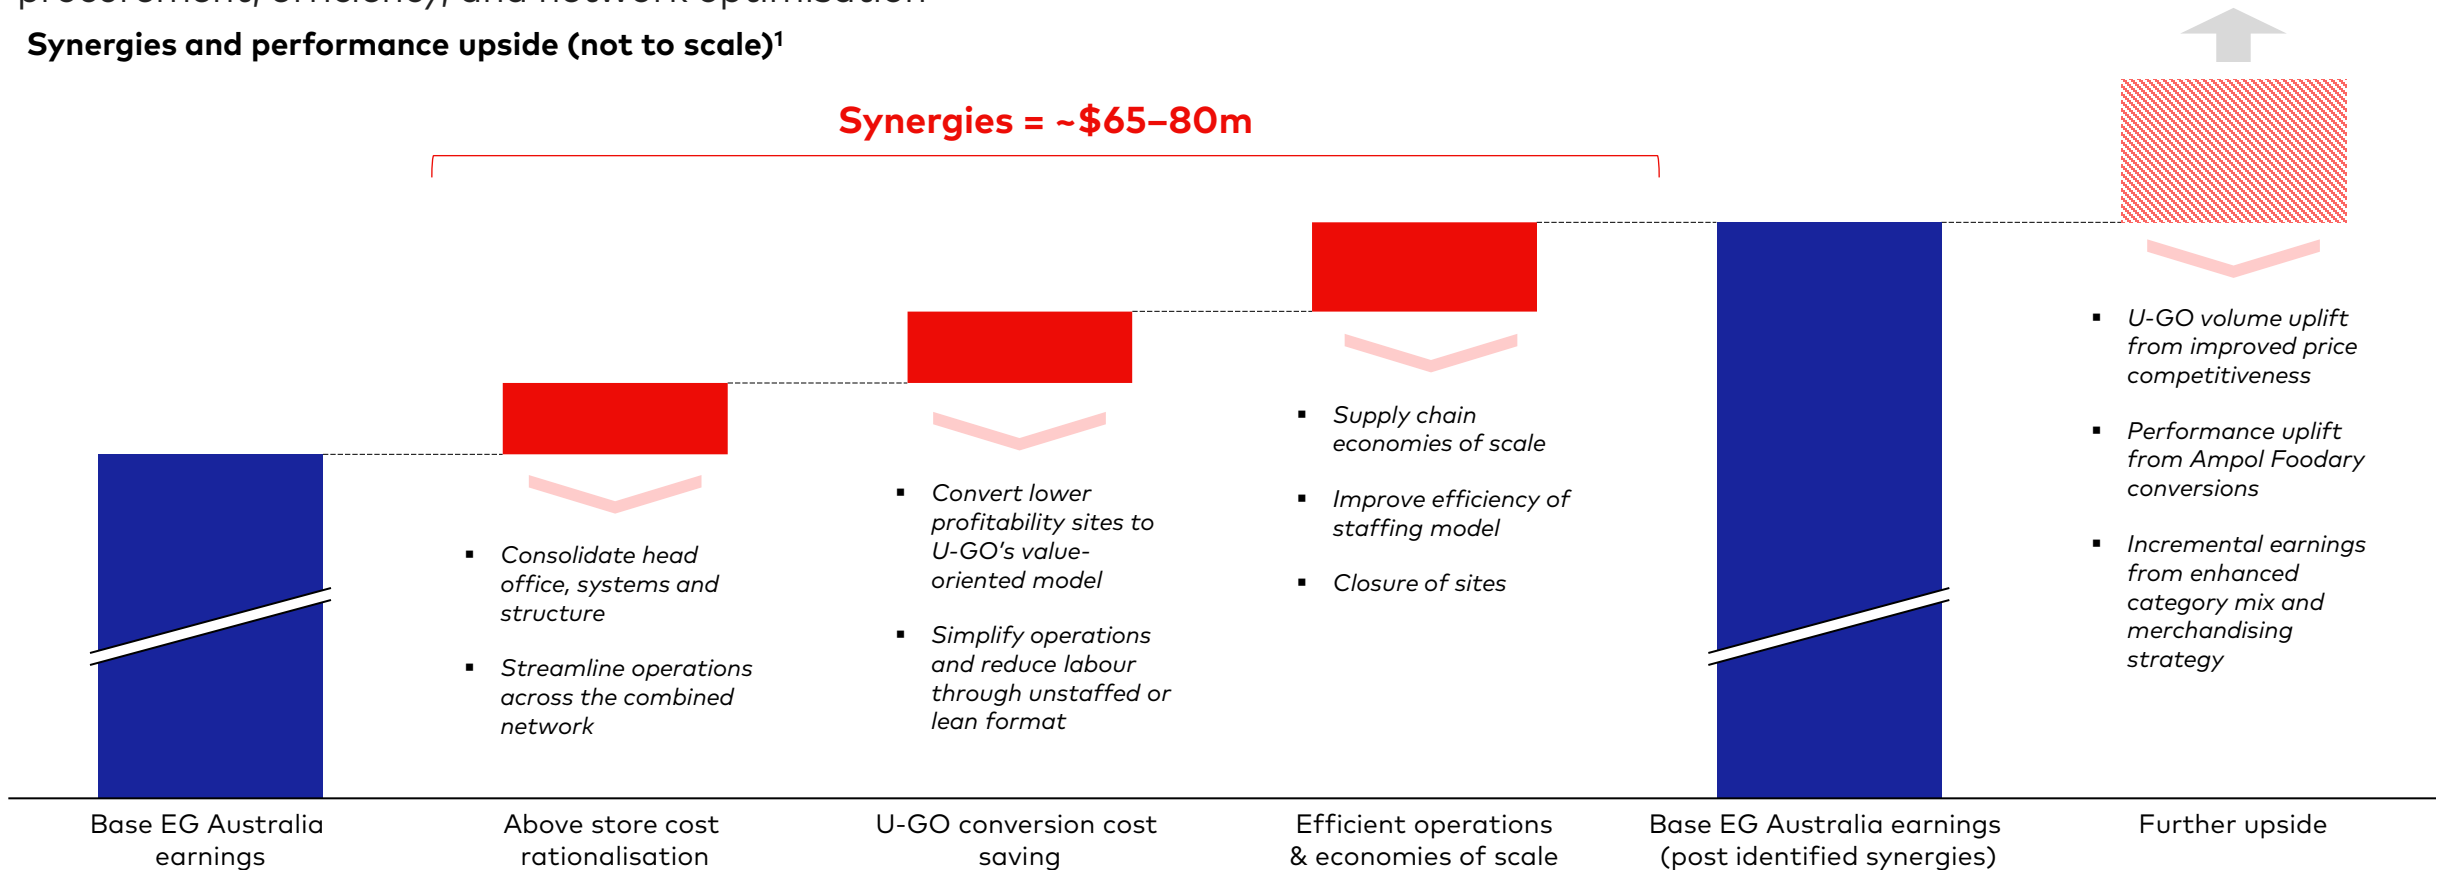 procurement, efficiency, and network optimisation
Synergies and performance upside (not to scale)¹
Synergies = ~$65–80m
▪ Consolidate head
office, systems and
structure
▪ Streamline operations
across the combined
network
▪ Convert lower
profitability sites to
U-GO’s value-
oriented model
▪ Simplify operations
and reduce labour
through unstaffed or
lean format
▪ Supply chain
economies of scale
▪ Improve efficiency of
staffing model
▪ Closure of sites
▪ U-GO volume uplift
from improved price
competitiveness
▪ Performance uplift
from Ampol Foodary
conversions
▪ Incremental earnings
from enhanced
category mix and
merchandising
strategy
Base EG Australia
earnings
Above store cost
rationalisation
U-GO conversion cost
saving
Efficient operations
& economies of scale
Base EG Australia earnings
(post identified synergies)
Further upside